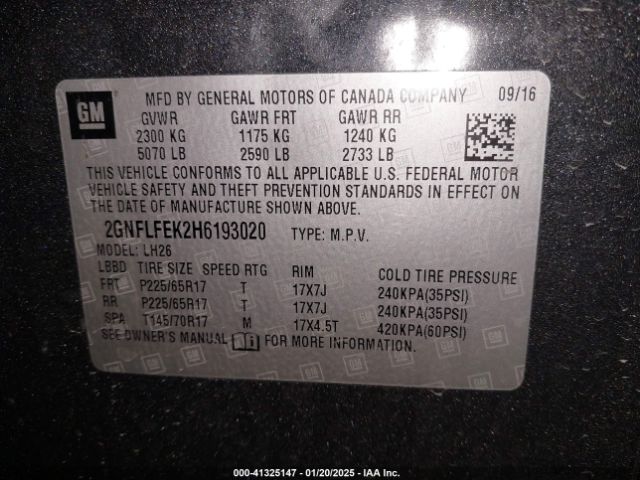 GM
MFD BY GENERAL MOTORS OF CANADA COMPANY 09/16
GVWR GAWR FRT GAWR RR
2300 KG 1175 KG 1240 KG
5070 LB 2590 LB 2733 LB
THIS VEHICLE CONFORMS TO ALL APPLICABLE U.S. FEDERAL MOTOR
VEHICLE SAFETY AND THEFT PREVENTION STANDARDS IN EFFECT ON
THE DATE OF MANUFACTURE SHOWN ABOVE.
2GNFLFEK2H6193020 TYPE: M.P.V.
MODEL: LH26
LBBD TIRE SIZE SPEED RTG RIM COLD TIRE PRESSURE
FRT P225/65R17 T 17X7J 240KPA(35PSI)
RR P225/65R17 T 17X7J 240KPA(35PSI)
SPA T145/70R17 M 17X4.5T 420KPA(60PSI)
SEE OWNER'S MANUAL FOR MORE INFORMATION.
000-41325147 - 01/20/2025 - IAA Inc.